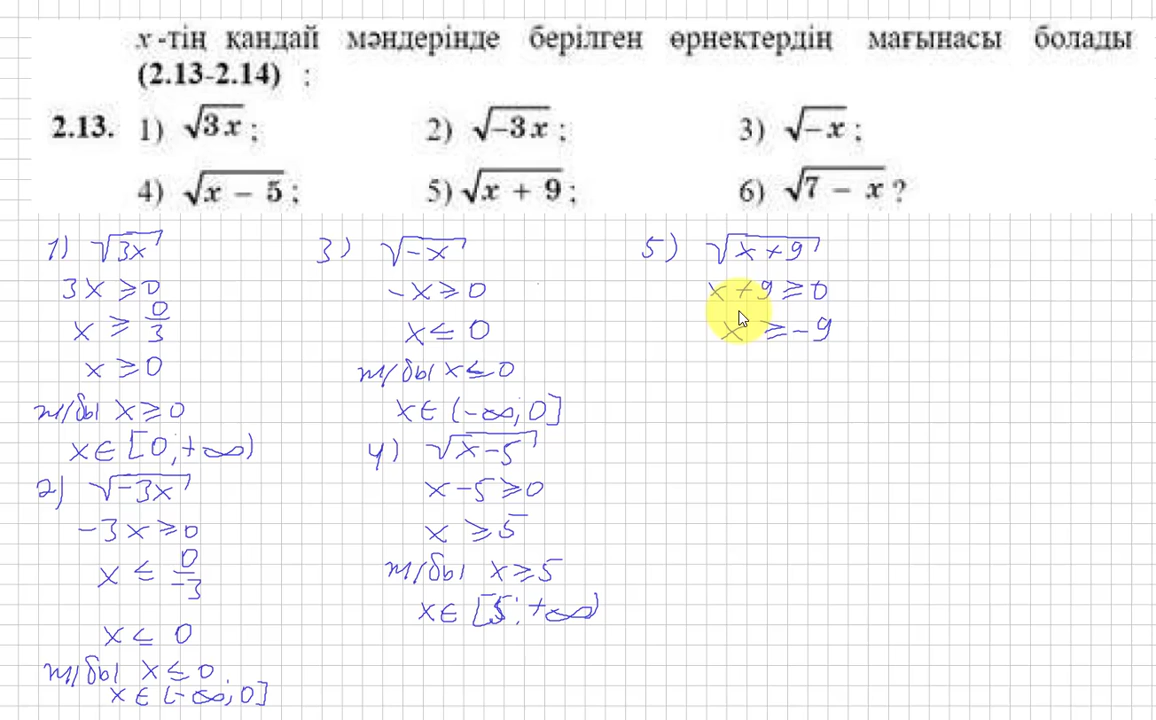 x-тің қандай мәндерінде берілген өрнектердің мағынасы болады
(2.13-2.14) :
2.13. 1) √3x; 2) √-3x; 3) √-x;
4) √x - 5; 5) √x + 9; 6) √7 - x?
1) √3x
3x ≥ 0
x ≥ 0/3
x ≥ 0
т/бы x ≥ 0
x ∈ [0; +∞)
2) √-3x
-3x ≥ 0
x ≤ 0/-3
x ≤ 0
т/бы x ≤ 0
x ∈ (-∞; 0]
3) √-x
-x ≥ 0
x ≤ 0
т/бы x ≤ 0
x ∈ (-∞; 0]
4) √x-5
x-5 ≥ 0
x ≥ 5
т/бы x ≥ 5
x ∈ [5; +∞)
5) √x+9
x+9 ≥ 0
x ≥ -9